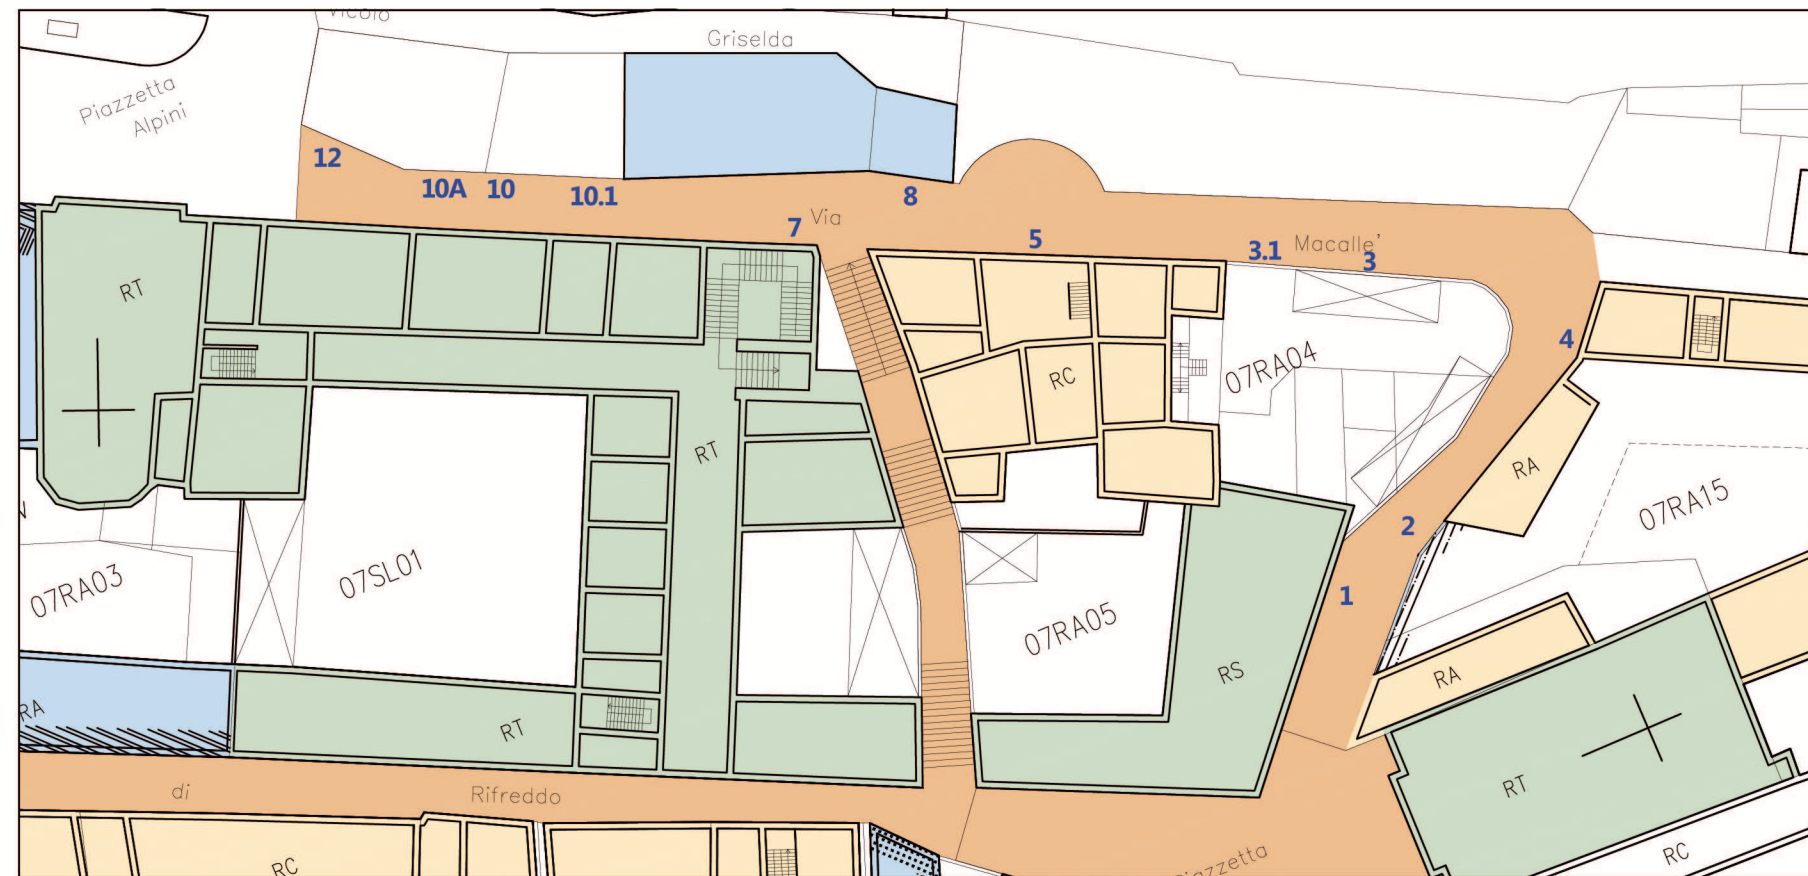 Vicolo
Griselda
Piazzetta
Alpini
12
10A
10
10.1
8
7
Via
5
3.1
Macalle'
3
RT
4
07RA04
RC
RT
RA
07RA15
2
07SL01
07RA03
1
07RA05
RS
RA
RA
RT
RT
di
Rifreddo
RC
RC
Piazzetta